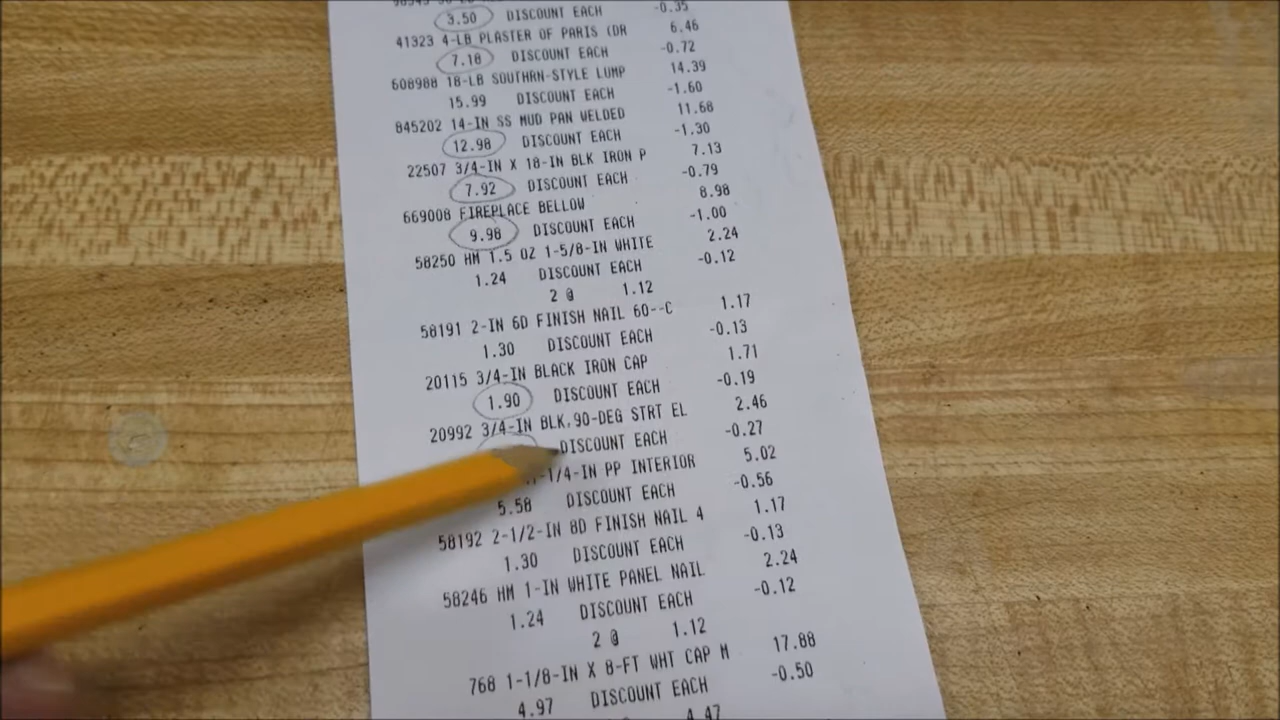 3.50 DISCOUNT EACH -0.35
41323 4-LB PLASTER OF PARIS (DR 6.46
7.18 DISCOUNT EACH -0.72
608988 18-LB SOUTHRN-STYLE LUMP 14.39
15.99 DISCOUNT EACH -1.60
845202 14-IN SS MUD PAN WELDED 11.68
12.98 DISCOUNT EACH -1.30
22507 3/4-IN X 18-IN BLK IRON P 7.13
7.92 DISCOUNT EACH -0.79
669008 FIREPLACE BELLOW 8.98
9.98 DISCOUNT EACH -1.00
58250 HM 1.5 OZ 1-5/8-IN WHITE 2.24
1.24 DISCOUNT EACH -0.12
2 @ 1.12
58191 2-IN 6D FINISH NAIL 60--C 1.17
1.30 DISCOUNT EACH -0.13
20115 3/4-IN BLACK IRON CAP 1.71
1.90 DISCOUNT EACH -0.19
20992 3/4-IN BLK.90-DEG STRT EL 2.46
DISCOUNT EACH -0.27
-1/4-IN PP INTERIOR 5.02
5.58 DISCOUNT EACH -0.56
58192 2-1/2-IN 8D FINISH NAIL 4 1.17
1.30 DISCOUNT EACH -0.13
58246 HM 1-IN WHITE PANEL NAIL 2.24
1.24 DISCOUNT EACH -0.12
2 @ 1.12
768 1-1/8-IN X 8-FT WHT CAP M 17.88
4.97 DISCOUNT EACH -0.50
4.47